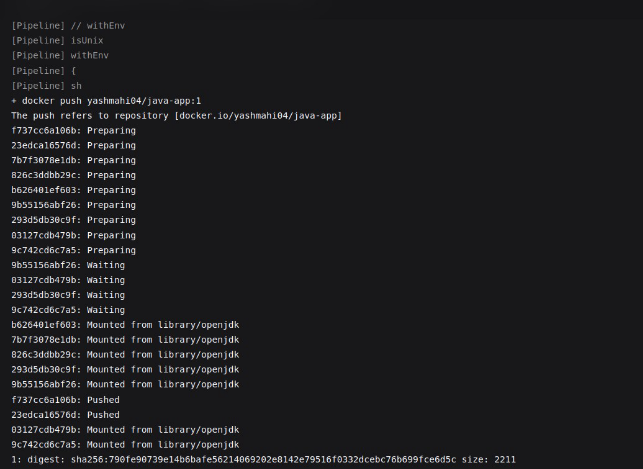 [Pipeline] // withEnv
[Pipeline] isUnix
[Pipeline] withEnv
[Pipeline] {
[Pipeline] sh
+ docker push yashmahi04/java-app:1
The push refers to repository [docker.io/yashmahi04/java-app]
f737cc6a106b: Preparing
23edca16576d: Preparing
7b7f3078e1db: Preparing
826c3ddbb29c: Preparing
b626401ef603: Preparing
9b55156abf26: Preparing
293d5db30c9f: Preparing
03127cdb479b: Preparing
9c742cd6c7a5: Preparing
9b55156abf26: Waiting
03127cdb479b: Waiting
293d5db30c9f: Waiting
9c742cd6c7a5: Waiting
b626401ef603: Mounted from library/openjdk
7b7f3078e1db: Mounted from library/openjdk
826c3ddbb29c: Mounted from library/openjdk
293d5db30c9f: Mounted from library/openjdk
9b55156abf26: Mounted from library/openjdk
f737cc6a106b: Pushed
23edca16576d: Pushed
03127cdb479b: Mounted from library/openjdk
9c742cd6c7a5: Mounted from library/openjdk
1: digest: sha256:790fe90739e14b6bafe56214069202e8142e79516f0332dcebc76b699fce6d5c size: 2211